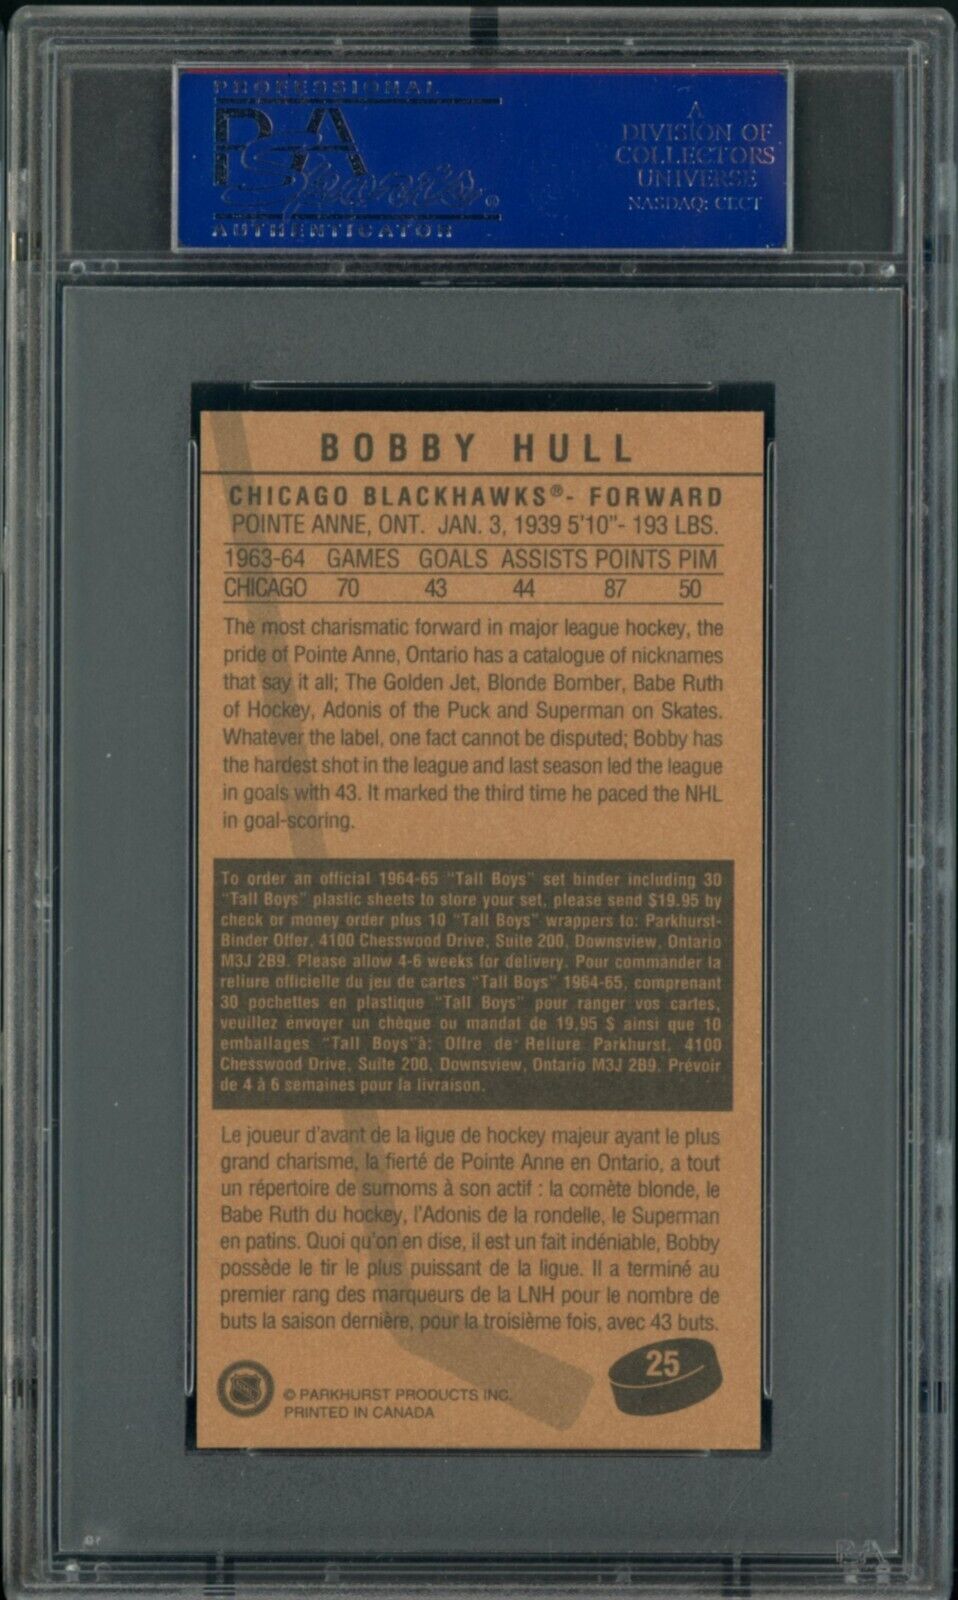 PROFESSIONAL
PSA
Sports®
AUTHENTICATOR
A
DIVISION OF
COLLECTORS
UNIVERSE
NASDAQ: CLCT
BOBBY HULL
CHICAGO BLACKHAWKS®- FORWARD
POINTE ANNE, ONT. JAN. 3, 1939 5'10"- 193 LBS.
1963-64 GAMES GOALS ASSISTS POINTS PIM
CHICAGO 70 43 44 87 50
The most charismatic forward in major league hockey, the
pride of Pointe Anne, Ontario has a catalogue of nicknames
that say it all; The Golden Jet, Blonde Bomber, Babe Ruth
of Hockey, Adonis of the Puck and Superman on Skates.
Whatever the label, one fact cannot be disputed; Bobby has
the hardest shot in the league and last season led the league
in goals with 43. It marked the third time he paced the NHL
in goal-scoring.
To order an official 1964-65 "Tall Boys" set binder including 30
"Tall Boys" plastic sheets to store your set, please send $19.95 by
check or money order plus 10 "Tall Boys" wrappers to: Parkhurst-
Binder Offer, 4100 Chesswood Drive, Suite 200, Downsview, Ontario
M3J 2B9. Please allow 4-6 weeks for delivery. Pour commander la
reliure officielle du jeu de cartes "Tall Boys" 1964-65, comprenant
30 pochettes en plastique "Tall Boys" pour ranger vos cartes,
veuillez envoyer un chèque ou mandat de 19,95 $ ainsi que 10
emballages "Tall Boys"à: Offre de Reliure Parkhurst, 4100
Chesswood Drive, Suite 200, Downsview, Ontario M3J 2B9. Prévoir
de 4 à 6 semaines pour la livraison.
Le joueur d'avant de la ligue de hockey majeur ayant le plus
grand charisme, la fierté de Pointe Anne en Ontario, a tout
un répertoire de surnoms à son actif : la comète blonde, le
Babe Ruth du hockey, l'Adonis de la rondelle, le Superman
en patins. Quoi qu'on en dise, il est un fait indéniable, Bobby
possède le tir le plus puissant de la ligue. Il a terminé au
premier rang des marqueurs de la LNH pour le nombre de
buts la saison dernière, pour la troisième fois, avec 43 buts.
25
NHL
© PARKHURST PRODUCTS INC.
PRINTED IN CANADA
PSA